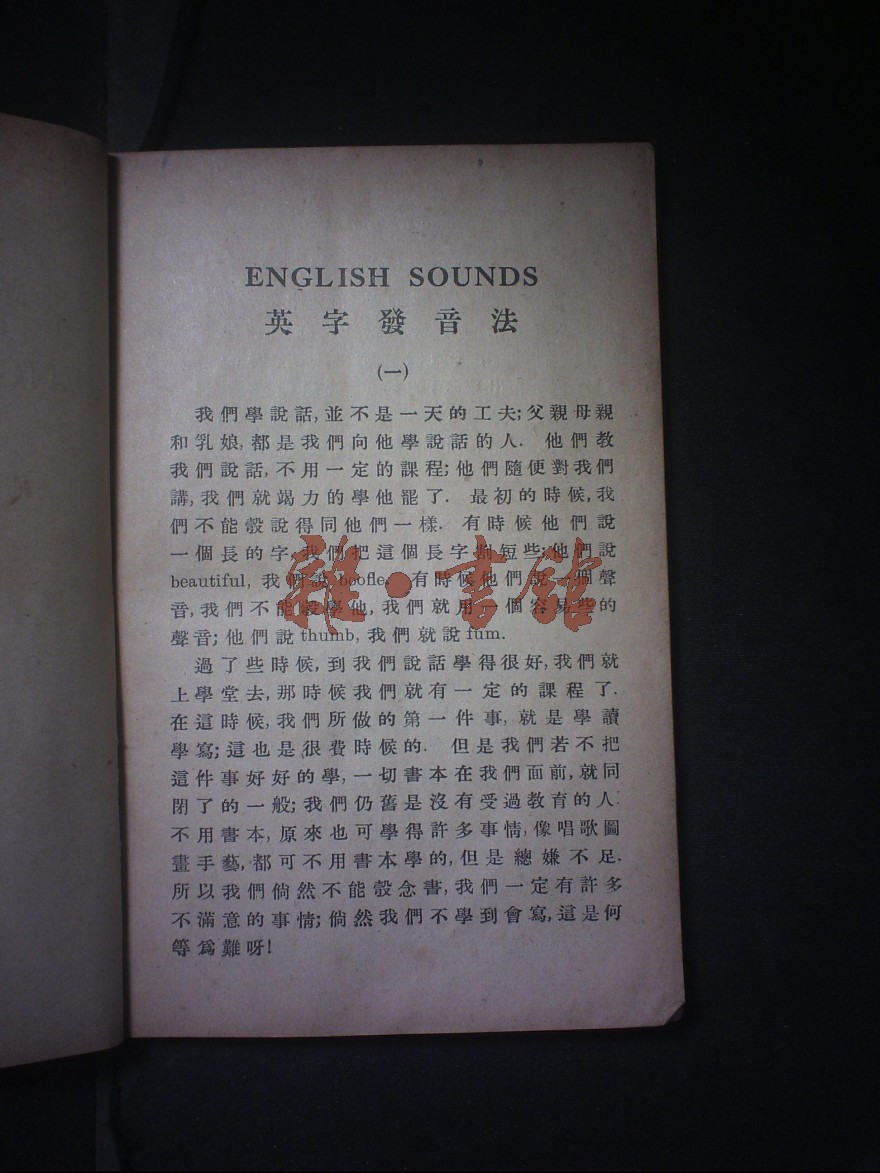 ENGLISH SOUNDS
英字發音法
(一)
我們學說話,並不是一天的工夫;父親母親
和乳娘,都是我們向他學說話的人. 他們教
我們說話,不用一定的課程;他們隨便對我們
講,我們就竭力的學他罷了. 最初的時候,我
們不能彀說得同他們一樣. 有時候他們說
一個長的字,我們把這個長字割短些;他們說
beautiful, 我們說 boofle. 有時候他們說一個聲
音,我們不能彀學他,我們就用一個容易些的
聲音;他們說 thumb, 我們就說 fum.
過了些時候,到我們說話學得很好,我們就
上學堂去,那時候我們就有一定的課程了.
在這時候,我們所做的第一件事,就是學讀
學寫;這也是很費時候的. 但是我們若不把
這件事好好的學,一切書本在我們面前,就同
閉了的一般;我們仍舊是沒有受過教育的人.
不用書本,原來也可學得許多事情,像唱歌圖
畫手藝,都可不用書本學的,但是總嫌不足.
所以我們倘然不能彀念書,我們一定有許多
不滿意的事情;倘然我們不學到會寫,這是何
等爲難呀!
雜·書館